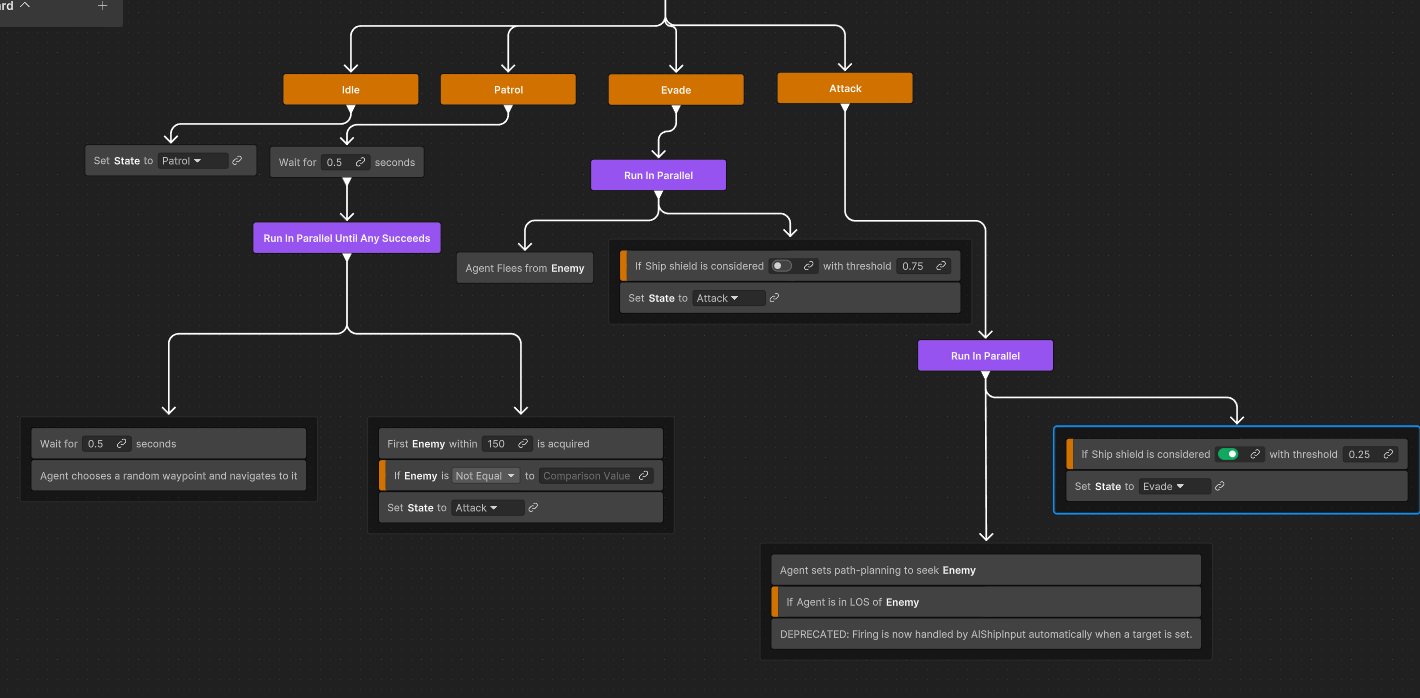 rd
Idle
Patrol
Evade
Attack
Set State to Patrol
Wait for 0.5 seconds
Run In Parallel
Run In Parallel Until Any Succeeds
Agent Flees from Enemy
If Ship shield is considered with threshold 0.75
Set State to Attack
Run In Parallel
Wait for 0.5 seconds
Agent chooses a random waypoint and navigates to it
First Enemy within 150 is acquired
If Enemy is Not Equal to Comparison Value
Set State to Attack
If Ship shield is considered with threshold 0.25
Set State to Evade
Agent sets path-planning to seek Enemy
If Agent is in LOS of Enemy
DEPRECATED: Firing is now handled by AIShipInput automatically when a target is set.